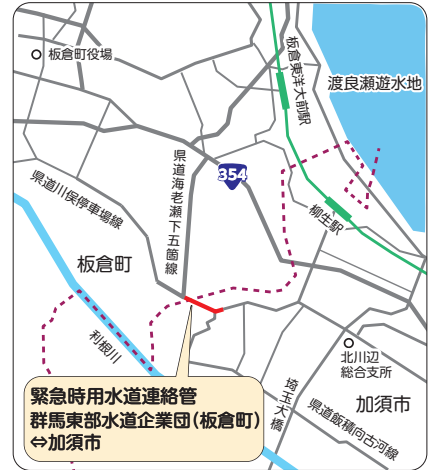 板倉町役場
板倉東洋大前駅
渡良瀬遊水地
県道海老瀬下五箇線
354
県道川俣停車場線
柳生駅
板倉町
利根川
北川辺
総合支所
埼玉大橋
加須市
県道飯積向古河線
緊急時用水道連絡管
群馬東部水道企業団(板倉町)
⇔加須市